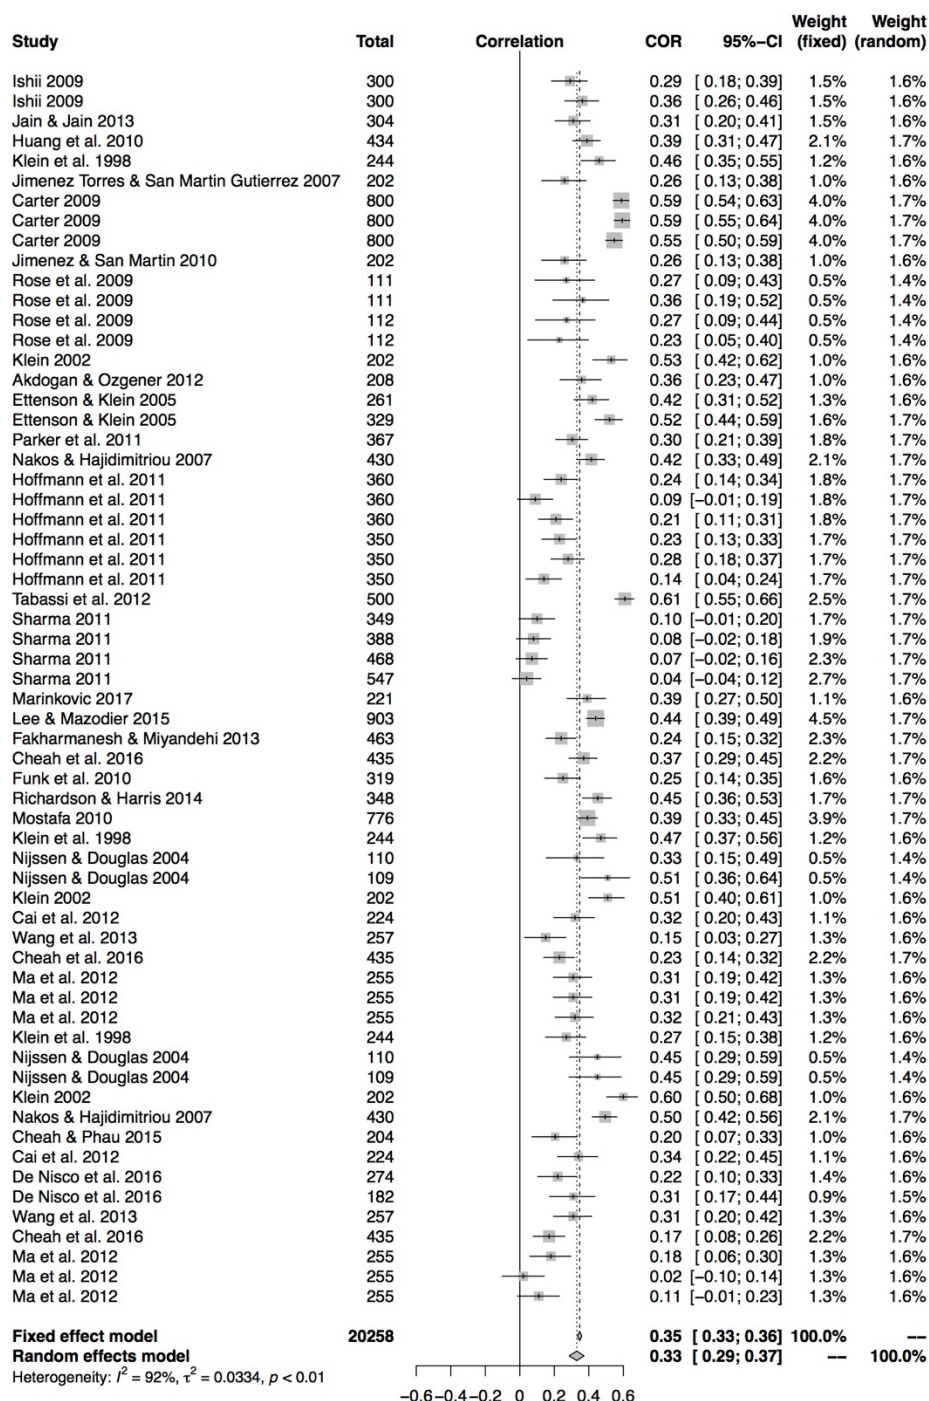 Weight Weight
Study Total Correlation COR 95%−CI (fixed) (random)
Ishii 2009 300 0.29 [ 0.18; 0.39] 1.5% 1.6%
Ishii 2009 300 0.36 [ 0.26; 0.46] 1.5% 1.6%
Jain & Jain 2013 304 0.31 [ 0.20; 0.41] 1.5% 1.6%
Huang et al. 2010 434 0.39 [ 0.31; 0.47] 2.1% 1.7%
Klein et al. 1998 244 0.46 [ 0.35; 0.55] 1.2% 1.6%
Jimenez Torres & San Martin Gutierrez 2007 202 0.26 [ 0.13; 0.38] 1.0% 1.6%
Carter 2009 800 0.59 [ 0.54; 0.63] 4.0% 1.7%
Carter 2009 800 0.59 [ 0.55; 0.64] 4.0% 1.7%
Carter 2009 800 0.55 [ 0.50; 0.59] 4.0% 1.7%
Jimenez & San Martin 2010 202 0.26 [ 0.13; 0.38] 1.0% 1.6%
Rose et al. 2009 111 0.27 [ 0.09; 0.43] 0.5% 1.4%
Rose et al. 2009 111 0.36 [ 0.19; 0.52] 0.5% 1.4%
Rose et al. 2009 112 0.27 [ 0.09; 0.44] 0.5% 1.4%
Rose et al. 2009 112 0.23 [ 0.05; 0.40] 0.5% 1.4%
Klein 2002 202 0.53 [ 0.42; 0.62] 1.0% 1.6%
Akdogan & Ozgener 2012 208 0.36 [ 0.23; 0.47] 1.0% 1.6%
Ettenson & Klein 2005 261 0.42 [ 0.31; 0.52] 1.3% 1.6%
Ettenson & Klein 2005 329 0.52 [ 0.44; 0.59] 1.6% 1.7%
Parker et al. 2011 367 0.30 [ 0.21; 0.39] 1.8% 1.7%
Nakos & Hajidimitriou 2007 430 0.42 [ 0.33; 0.49] 2.1% 1.7%
Hoffmann et al. 2011 360 0.24 [ 0.14; 0.34] 1.8% 1.7%
Hoffmann et al. 2011 360 0.09 [−0.01; 0.19] 1.8% 1.7%
Hoffmann et al. 2011 360 0.21 [ 0.11; 0.31] 1.8% 1.7%
Hoffmann et al. 2011 350 0.23 [ 0.13; 0.33] 1.7% 1.7%
Hoffmann et al. 2011 350 0.28 [ 0.18; 0.37] 1.7% 1.7%
Hoffmann et al. 2011 350 0.14 [ 0.04; 0.24] 1.7% 1.7%
Tabassi et al. 2012 500 0.61 [ 0.55; 0.66] 2.5% 1.7%
Sharma 2011 349 0.10 [−0.01; 0.20] 1.7% 1.7%
Sharma 2011 388 0.08 [−0.02; 0.18] 1.9% 1.7%
Sharma 2011 468 0.07 [−0.02; 0.16] 2.3% 1.7%
Sharma 2011 547 0.04 [−0.04; 0.12] 2.7% 1.7%
Marinkovic 2017 221 0.39 [ 0.27; 0.50] 1.1% 1.6%
Lee & Mazodier 2015 903 0.44 [ 0.39; 0.49] 4.5% 1.7%
Fakharmanesh & Miyandehi 2013 463 0.24 [ 0.15; 0.32] 2.3% 1.7%
Cheah et al. 2016 435 0.37 [ 0.29; 0.45] 2.2% 1.7%
Funk et al. 2010 319 0.25 [ 0.14; 0.35] 1.6% 1.6%
Richardson & Harris 2014 348 0.45 [ 0.36; 0.53] 1.7% 1.7%
Mostafa 2010 776 0.39 [ 0.33; 0.45] 3.9% 1.7%
Klein et al. 1998 244 0.47 [ 0.37; 0.56] 1.2% 1.6%
Nijssen & Douglas 2004 110 0.33 [ 0.15; 0.49] 0.5% 1.4%
Nijssen & Douglas 2004 109 0.51 [ 0.36; 0.64] 0.5% 1.4%
Klein 2002 202 0.51 [ 0.40; 0.61] 1.0% 1.6%
Cai et al. 2012 224 0.32 [ 0.20; 0.43] 1.1% 1.6%
Wang et al. 2013 257 0.15 [ 0.03; 0.27] 1.3% 1.6%
Cheah et al. 2016 435 0.23 [ 0.14; 0.32] 2.2% 1.7%
Ma et al. 2012 255 0.31 [ 0.19; 0.42] 1.3% 1.6%
Ma et al. 2012 255 0.31 [ 0.19; 0.42] 1.3% 1.6%
Ma et al. 2012 255 0.32 [ 0.21; 0.43] 1.3% 1.6%
Klein et al. 1998 244 0.27 [ 0.15; 0.38] 1.2% 1.6%
Nijssen & Douglas 2004 110 0.45 [ 0.29; 0.59] 0.5% 1.4%
Nijssen & Douglas 2004 109 0.45 [ 0.29; 0.59] 0.5% 1.4%
Klein 2002 202 0.60 [ 0.50; 0.68] 1.0% 1.6%
Nakos & Hajidimitriou 2007 430 0.50 [ 0.42; 0.56] 2.1% 1.7%
Cheah & Phau 2015 204 0.20 [ 0.07; 0.33] 1.0% 1.6%
Cai et al. 2012 224 0.34 [ 0.22; 0.45] 1.1% 1.6%
De Nisco et al. 2016 274 0.22 [ 0.10; 0.33] 1.4% 1.6%
De Nisco et al. 2016 182 0.31 [ 0.17; 0.44] 0.9% 1.5%
Wang et al. 2013 257 0.31 [ 0.20; 0.42] 1.3% 1.6%
Cheah et al. 2016 435 0.17 [ 0.08; 0.26] 2.2% 1.7%
Ma et al. 2012 255 0.18 [ 0.06; 0.30] 1.3% 1.6%
Ma et al. 2012 255 0.02 [−0.10; 0.14] 1.3% 1.6%
Ma et al. 2012 255 0.11 [−0.01; 0.23] 1.3% 1.6%
Fixed effect model 20258 0.35 [ 0.33; 0.36] 100.0% −−
Random effects model 0.33 [ 0.29; 0.37] −− 100.0%
Heterogeneity: I² = 92%, τ² = 0.0334, p < 0.01
−0.6 −0.4 −0.2 0 0.2 0.4 0.6